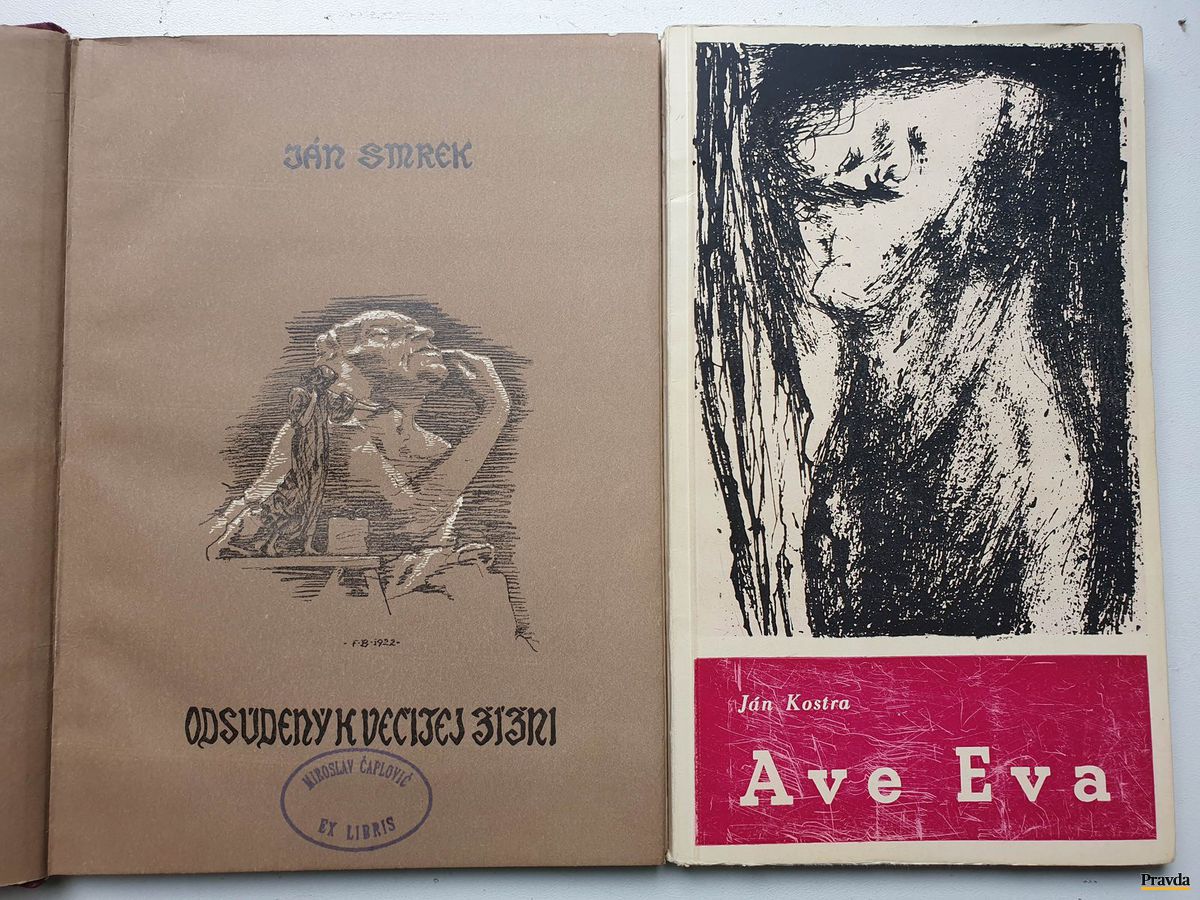 JÁN SMREK
·F·B·1922·
ODSÚDENÝ K VEČITEJ ŽÍZNI
MIROSLAV ČAPLOVIČ
EX LIBRIS
Ján Kostra
Ave Eva
Pravda